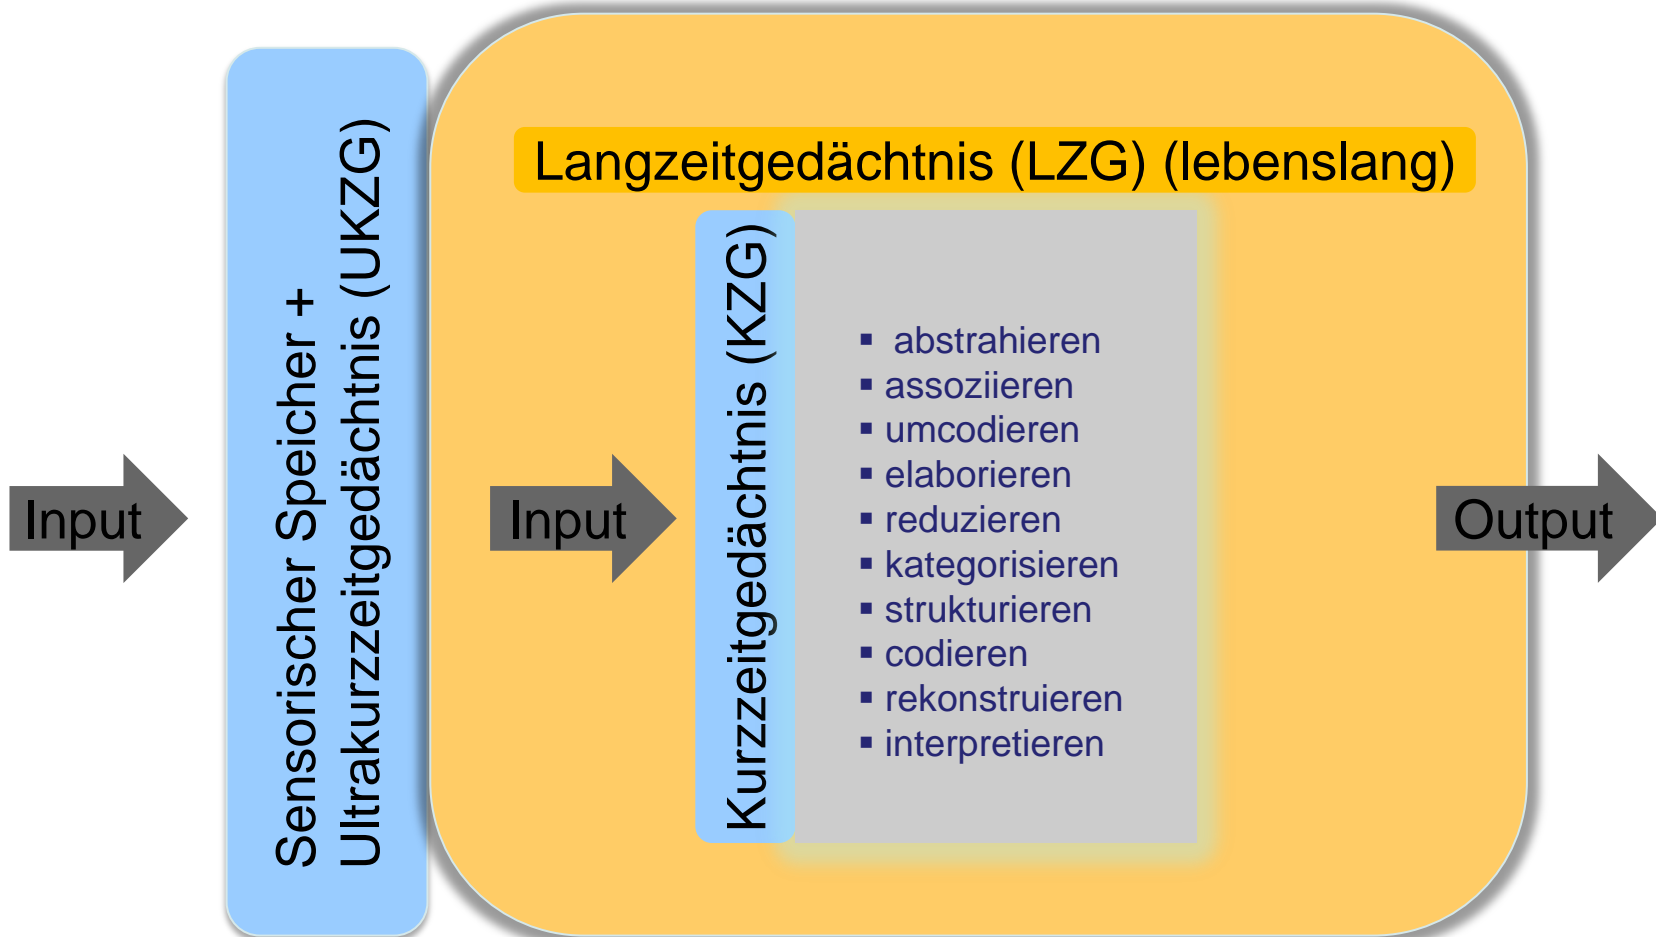 Input
Sensorischer Speicher +
Ultrakurzzeitgedächtnis (UKZG)
Langzeitgedächtnis (LZG) (lebenslang)
Input
Kurzzeitgedächtnis (KZG)
▪ abstrahieren
▪ assoziieren
▪ umcodieren
▪ elaborieren
▪ reduzieren
▪ kategorisieren
▪ strukturieren
▪ codieren
▪ rekonstruieren
▪ interpretieren
Output